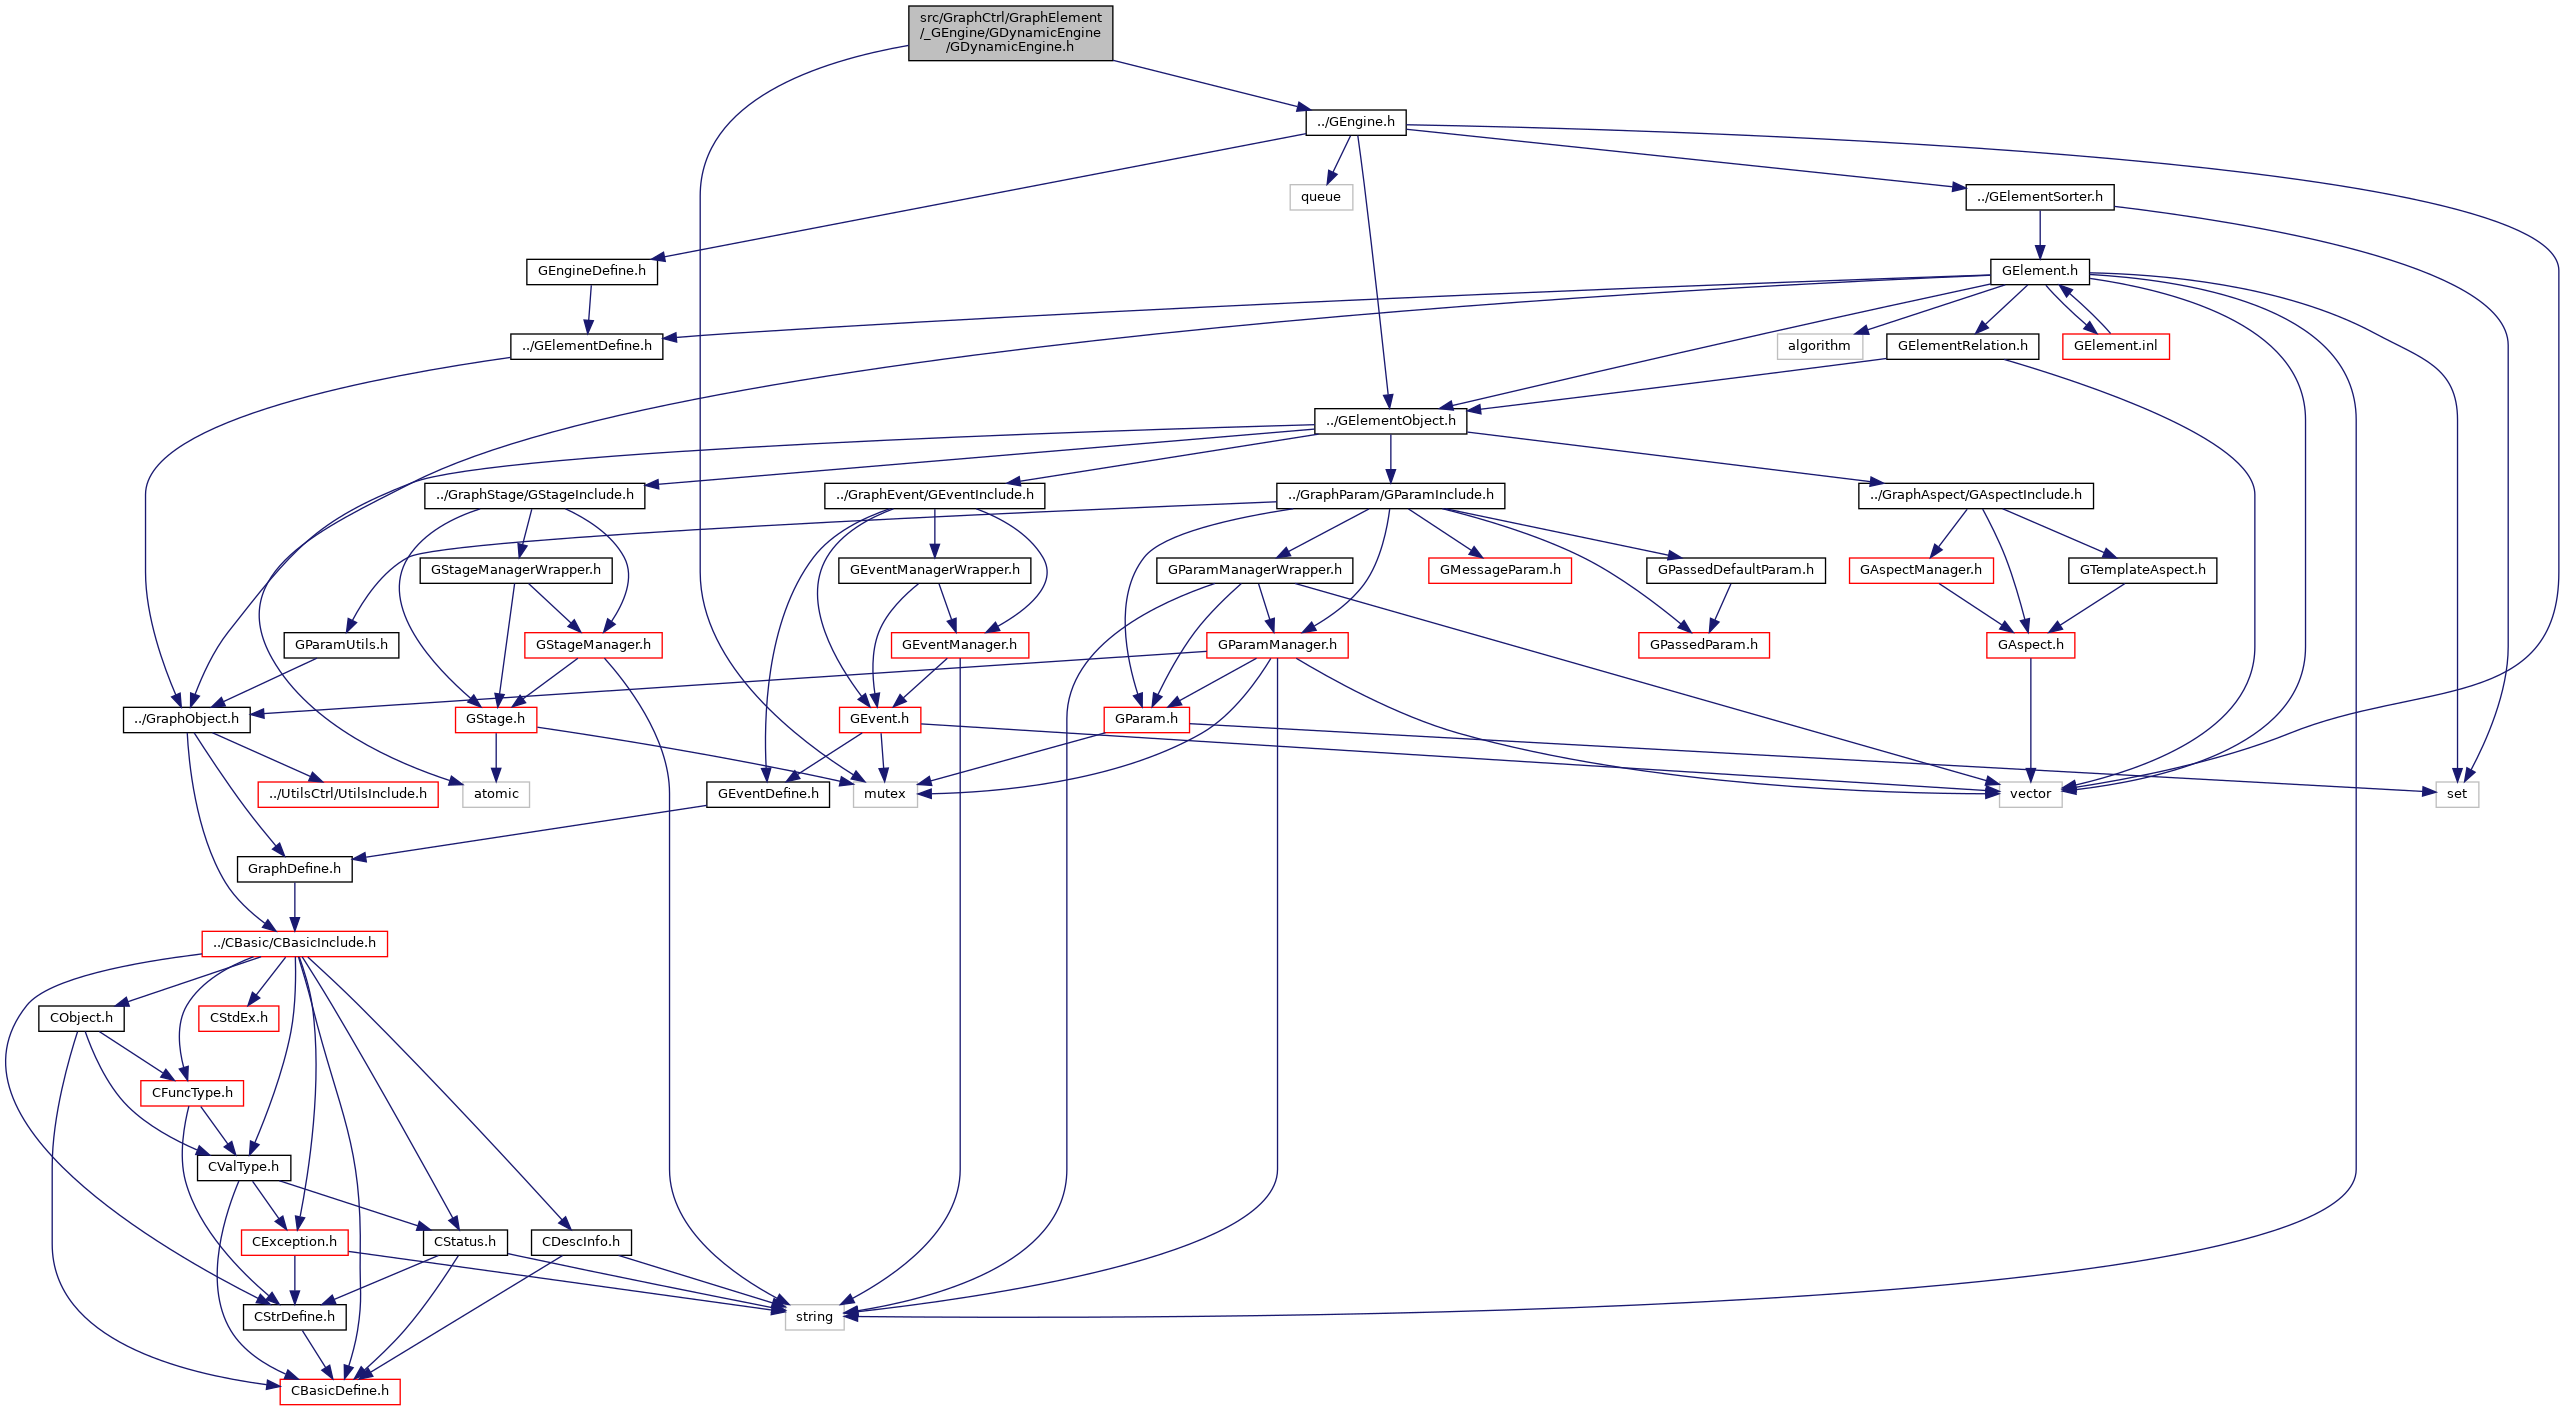 src/GraphCtrl/GraphElement
/_GEngine/GDynamicEngine
/GDynamicEngine.h
../GEngine.h
queue
../GElementSorter.h
GEngineDefine.h
GElement.h
../GElementDefine.h
algorithm
GElementRelation.h
GElement.inl
../GElementObject.h
../GraphStage/GStageInclude.h
../GraphEvent/GEventInclude.h
../GraphParam/GParamInclude.h
../GraphAspect/GAspectInclude.h
GStageManagerWrapper.h
GEventManagerWrapper.h
GParamManagerWrapper.h
GMessageParam.h
GPassedDefaultParam.h
GAspectManager.h
GTemplateAspect.h
GParamUtils.h
GStageManager.h
GEventManager.h
GParamManager.h
GPassedParam.h
GAspect.h
../GraphObject.h
GStage.h
GEvent.h
GParam.h
../UtilsCtrl/UtilsInclude.h
atomic
GEventDefine.h
mutex
vector
set
GraphDefine.h
../CBasic/CBasicInclude.h
CObject.h
CStdEx.h
CFuncType.h
CValType.h
CException.h
CStatus.h
CDescInfo.h
CStrDefine.h
string
CBasicDefine.h